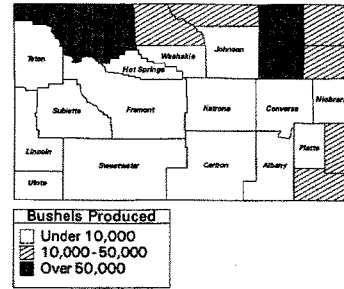 Teton
Washakie
Johnson
Hot Springs
Sublette
Fremont
Natrona
Converse
Niobrara
Lincoln
Sweetwater
Carbon
Albany
Platte
Uinta
Bushels Produced
Under 10,000
10,000-50,000
Over 50,000